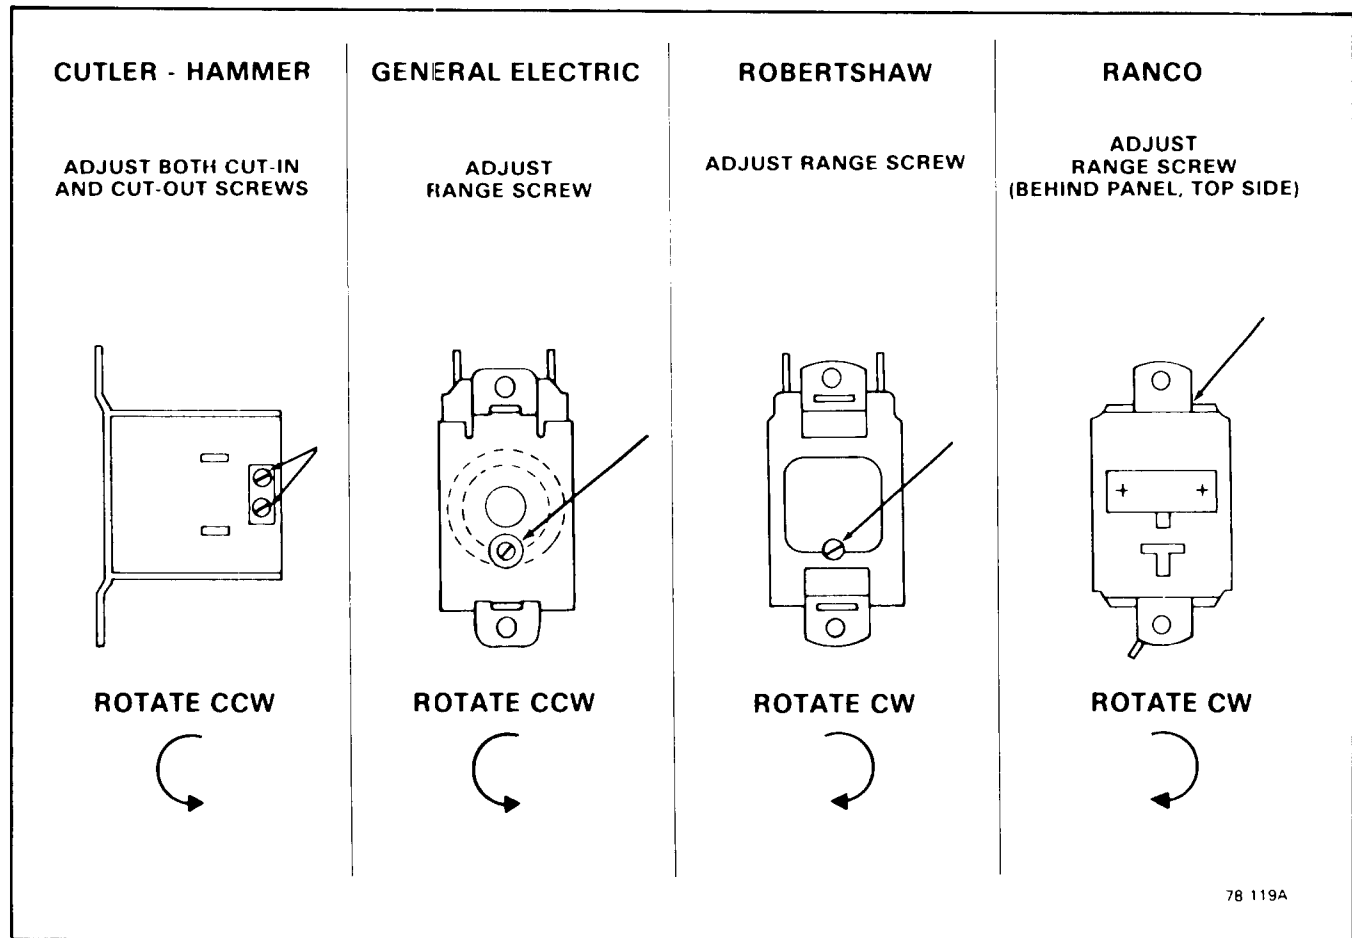 CUTLER - HAMMER
ADJUST BOTH CUT-IN
AND CUT-OUT SCREWS
ROTATE CCW
GENERAL ELECTRIC
ADJUST
RANGE SCREW
ROTATE CCW
ROBERTSHAW
ADJUST RANGE SCREW
ROTATE CW
RANCO
ADJUST
RANGE SCREW
(BEHIND PANEL, TOP SIDE)
ROTATE CW
78 119A